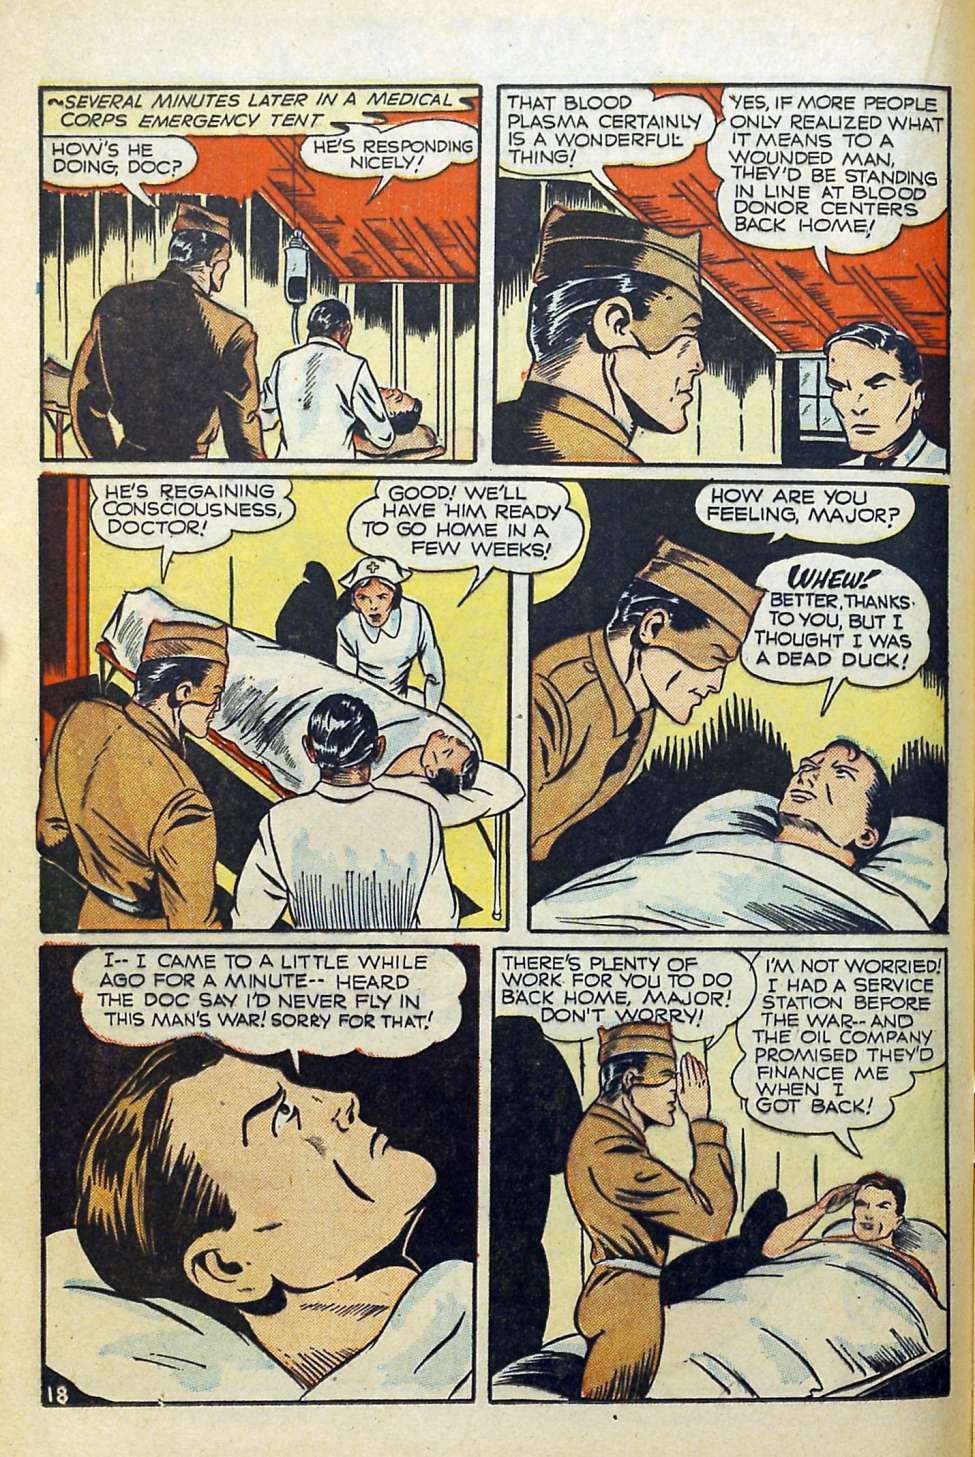 ~SEVERAL MINUTES LATER IN A MEDICAL
CORPS EMERGENCY TENT
HOW'S HE
DOING, DOC?
HE'S RESPONDING
NICELY!
THAT BLOOD
PLASMA CERTAINLY
IS A WONDERFUL
THING!
YES, IF MORE PEOPLE
ONLY REALIZED WHAT
IT MEANS TO A
WOUNDED MAN,
THEY'D BE STANDING
IN LINE AT BLOOD
DONOR CENTERS
BACK HOME!
HE'S REGAINING
CONSCIOUSNESS,
DOCTOR!
GOOD! WE'LL
HAVE HIM READY
TO GO HOME IN A
FEW WEEKS!
HOW ARE YOU
FEELING, MAJOR?
WHEW!
BETTER, THANKS
TO YOU, BUT I
THOUGHT I WAS
A DEAD DUCK!
I-- I CAME TO A LITTLE WHILE
AGO FOR A MINUTE-- HEARD
THE DOC SAY I'D NEVER FLY IN
THIS MAN'S WAR! SORRY FOR THAT!
THERE'S PLENTY OF
WORK FOR YOU TO DO
BACK HOME, MAJOR!
DON'T WORRY!
I'M NOT WORRIED!
I HAD A SERVICE
STATION BEFORE
THE WAR-- AND
THE OIL COMPANY
PROMISED THEY'D
FINANCE ME
WHEN I
GOT BACK!
18